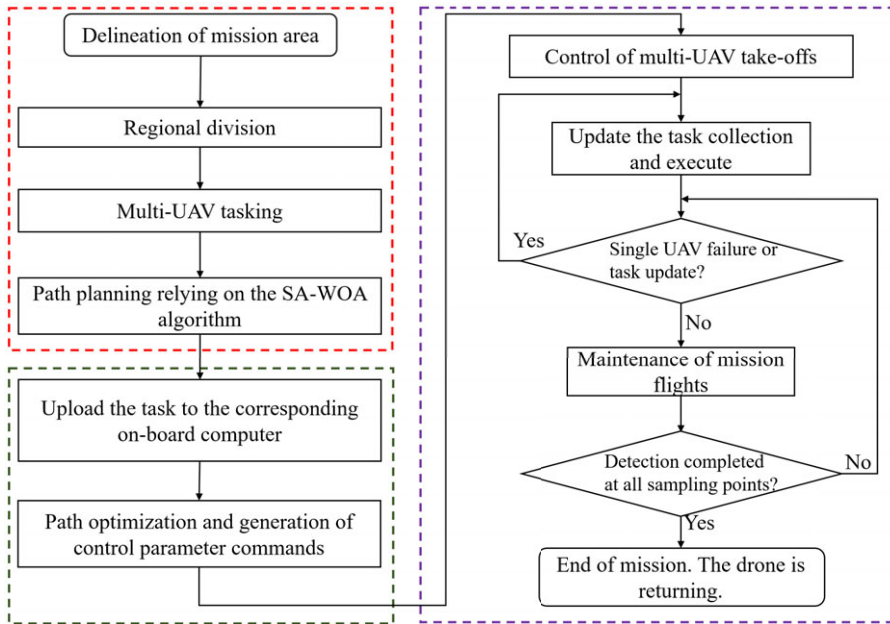 Delineation of mission area
Regional division
Multi-UAV tasking
Path planning relying on the SA-WOA
algorithm
Upload the task to the corresponding
on-board computer
Path optimization and generation of
control parameter commands
Control of multi-UAV take-offs
Update the task collection
and execute
Yes
Single UAV failure or
task update?
No
Maintenance of mission
flights
Detection completed
at all sampling points?
No
Yes
End of mission. The drone is
returning.